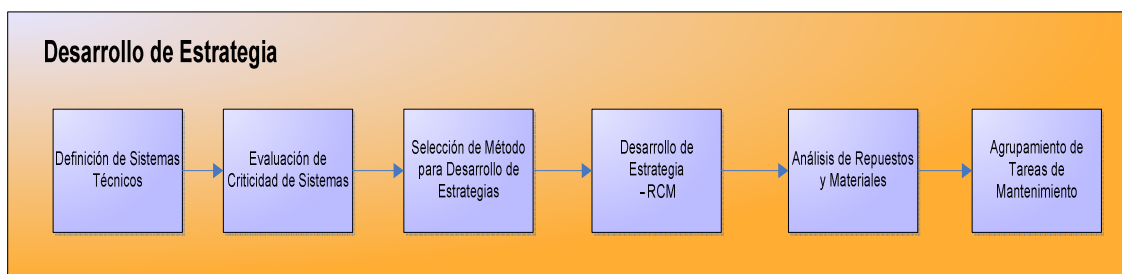 Desarrollo de Estrategia
Definición de Sistemas
Técnicos
Evaluación de
Criticidad de Sistemas
Selección de Método
para Desarrollo de
Estrategias
Desarrollo de
Estrategia
–RCM
Análisis de Repuestos
y Materiales
Agrupamiento de
Tareas de
Mantenimiento